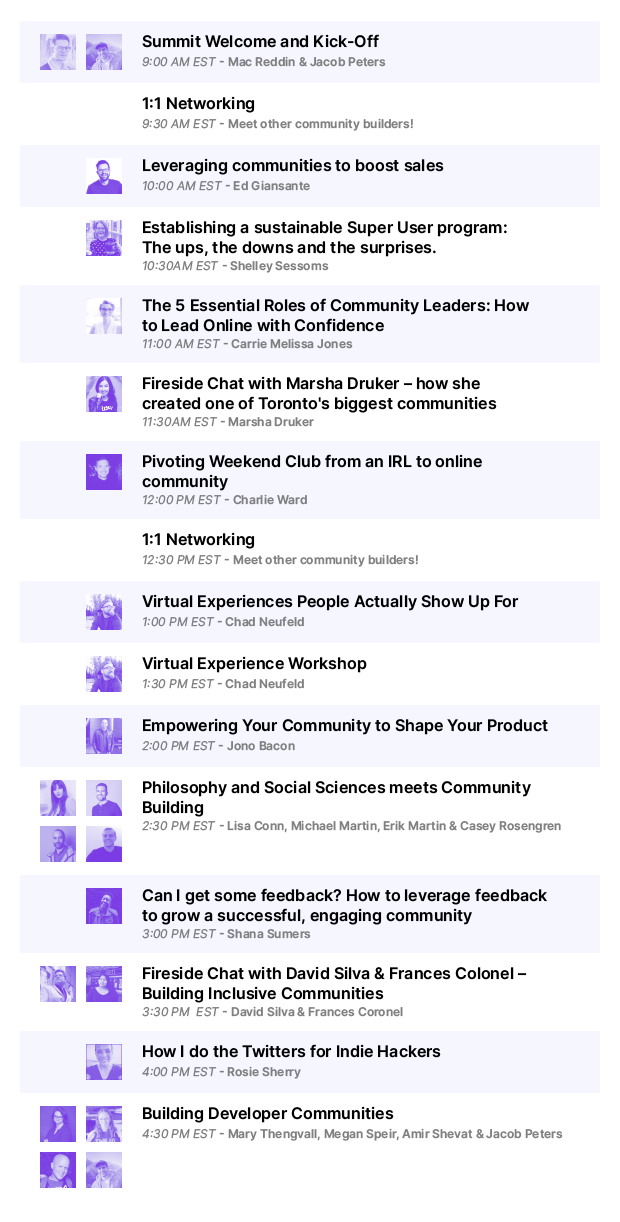 Summit Welcome and Kick-Off
9:00 AM EST - Mac Reddin & Jacob Peters
1:1 Networking
9:30 AM EST - Meet other community builders!
Leveraging communities to boost sales
10:00 AM EST - Ed Giansante
Establishing a sustainable Super User program:
The ups, the downs and the surprises.
10:30AM EST - Shelley Sessoms
The 5 Essential Roles of Community Leaders: How
to Lead Online with Confidence
11:00 AM EST - Carrie Melissa Jones
Fireside Chat with Marsha Druker – how she
created one of Toronto's biggest communities
11:30AM EST - Marsha Druker
Pivoting Weekend Club from an IRL to online
community
12:00 PM EST - Charlie Ward
1:1 Networking
12:30 PM EST - Meet other community builders!
Virtual Experiences People Actually Show Up For
1:00 PM EST - Chad Neufeld
Virtual Experience Workshop
1:30 PM EST - Chad Neufeld
Empowering Your Community to Shape Your Product
2:00 PM EST - Jono Bacon
Philosophy and Social Sciences meets Community
Building
2:30 PM EST - Lisa Conn, Michael Martin, Erik Martin & Casey Rosengren
Can I get some feedback? How to leverage feedback
to grow a successful, engaging community
3:00 PM EST - Shana Sumers
Fireside Chat with David Silva & Frances Colonel –
Building Inclusive Communities
3:30 PM EST - David Silva & Frances Coronel
How I do the Twitters for Indie Hackers
4:00 PM EST - Rosie Sherry
Building Developer Communities
4:30 PM EST - Mary Thengvall, Megan Speir, Amir Shevat & Jacob Peters